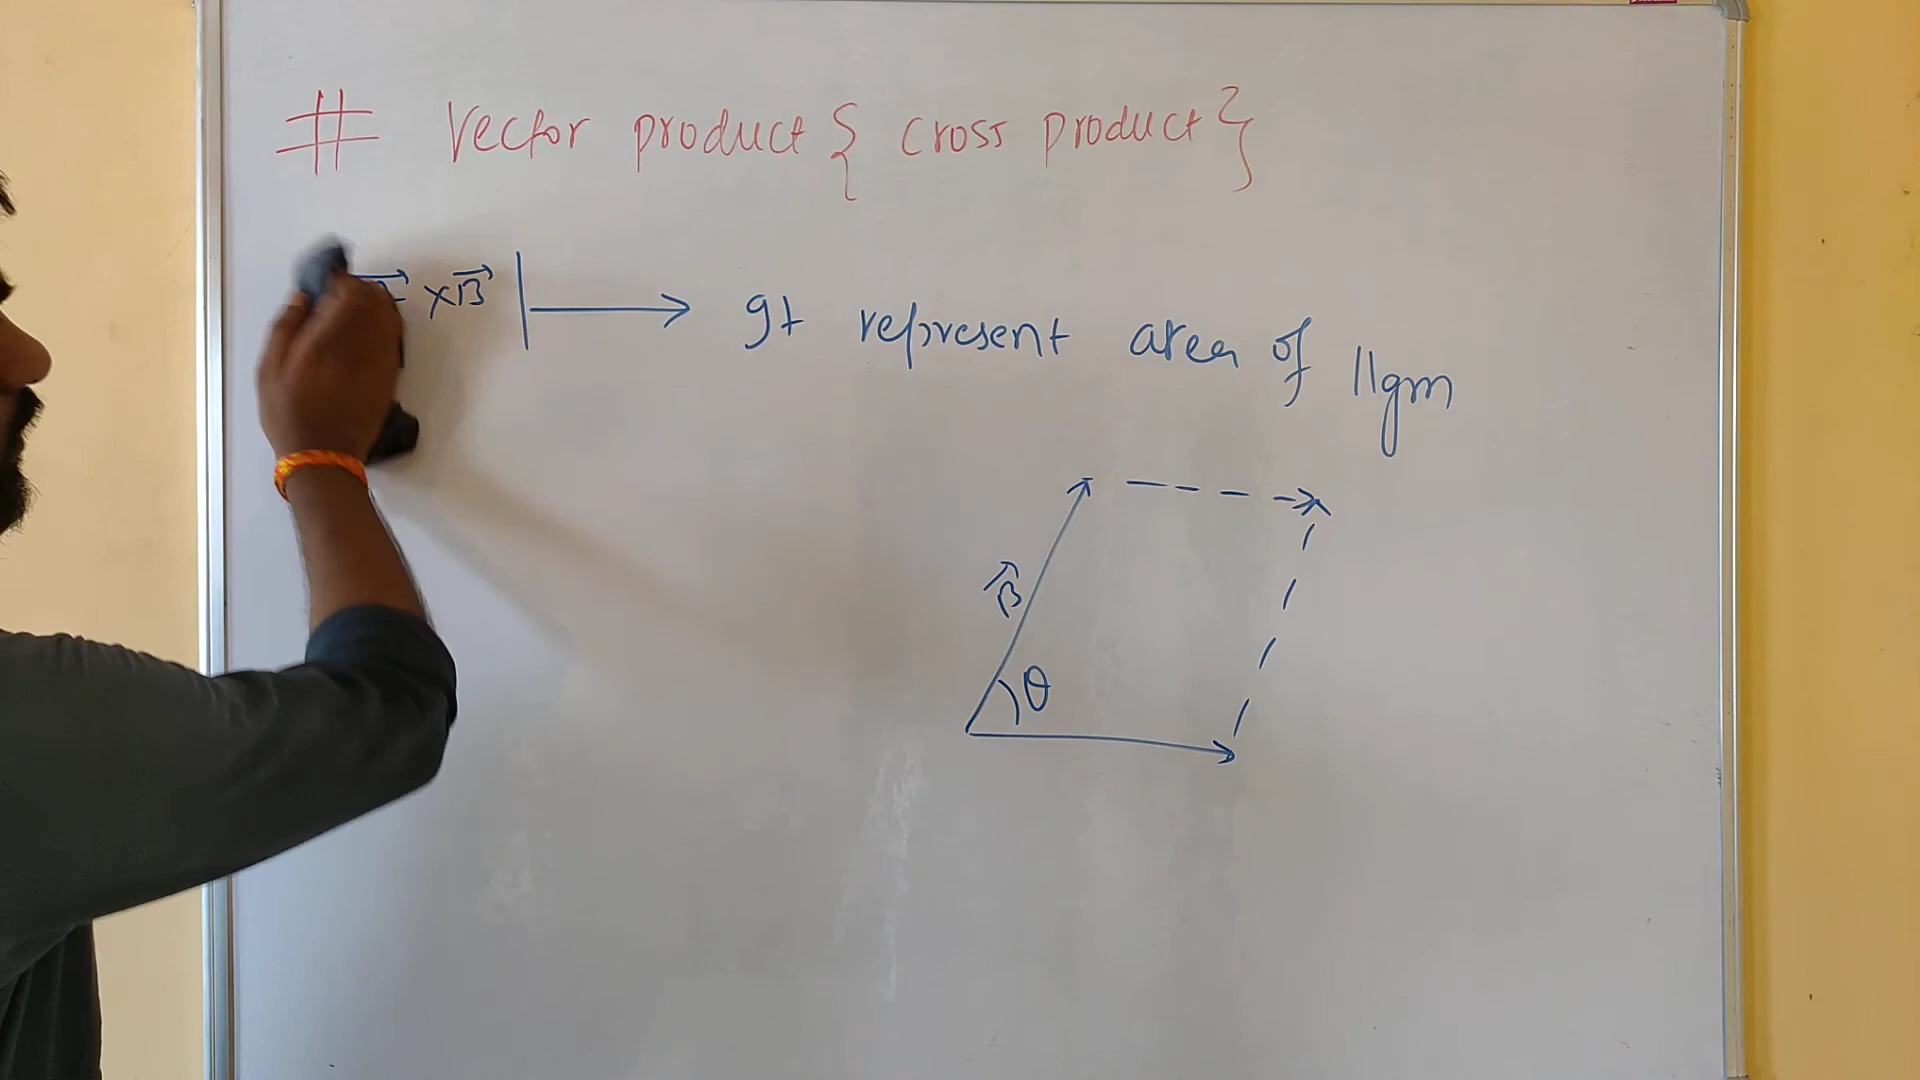 # Vector product { cross product }
× B⃗ | → It represent area of ||gm
B⃗
θ